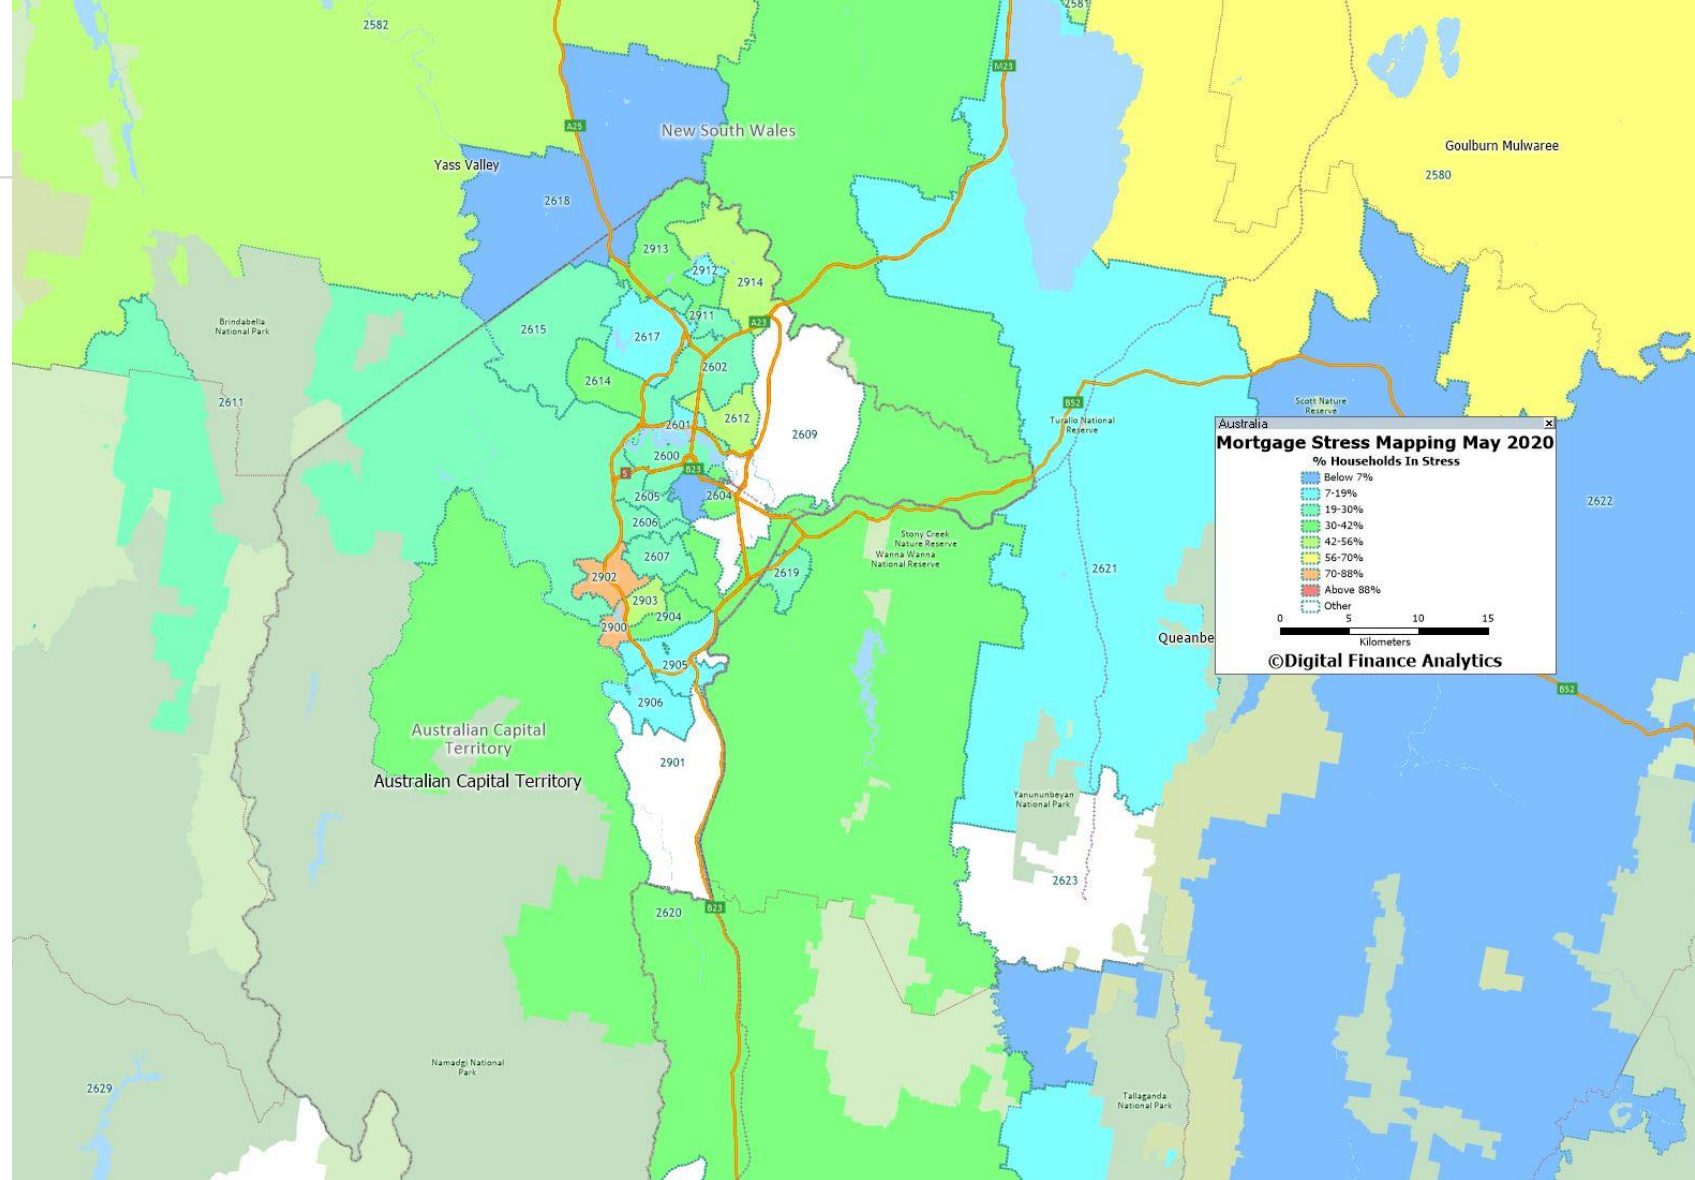 2582
2581
M23
A25
New South Wales
Goulburn Mulwaree
Yass Valley
2580
2618
2913
2912
2914
Brindabella
National Park
2615
2911
A23
2617
2602
2614
2611
B52
Scott Nature
Reserve
2612
2601
Turallo National
Reserve
2609
Australia
Mortgage Stress Mapping May 2020
% Households In Stress
Below 7%
7-19%
19-30%
30-42%
42-56%
56-70%
70-88%
Above 88%
Other
0 5 10 15
Kilometers
©Digital Finance Analytics
2600
5
B23
2605
2604
2622
2606
Stony Creek
Nature Reserve
Wanna Wanna
National Reserve
2607
2902
2619
2621
2903
2904
2900
Queanbe
2905
B52
2906
Australian Capital
Territory
2901
Australian Capital Territory
Yanununbeyan
National Park
2623
2620
B23
Namadgi National
Park
2629
Tallaganda
National Park